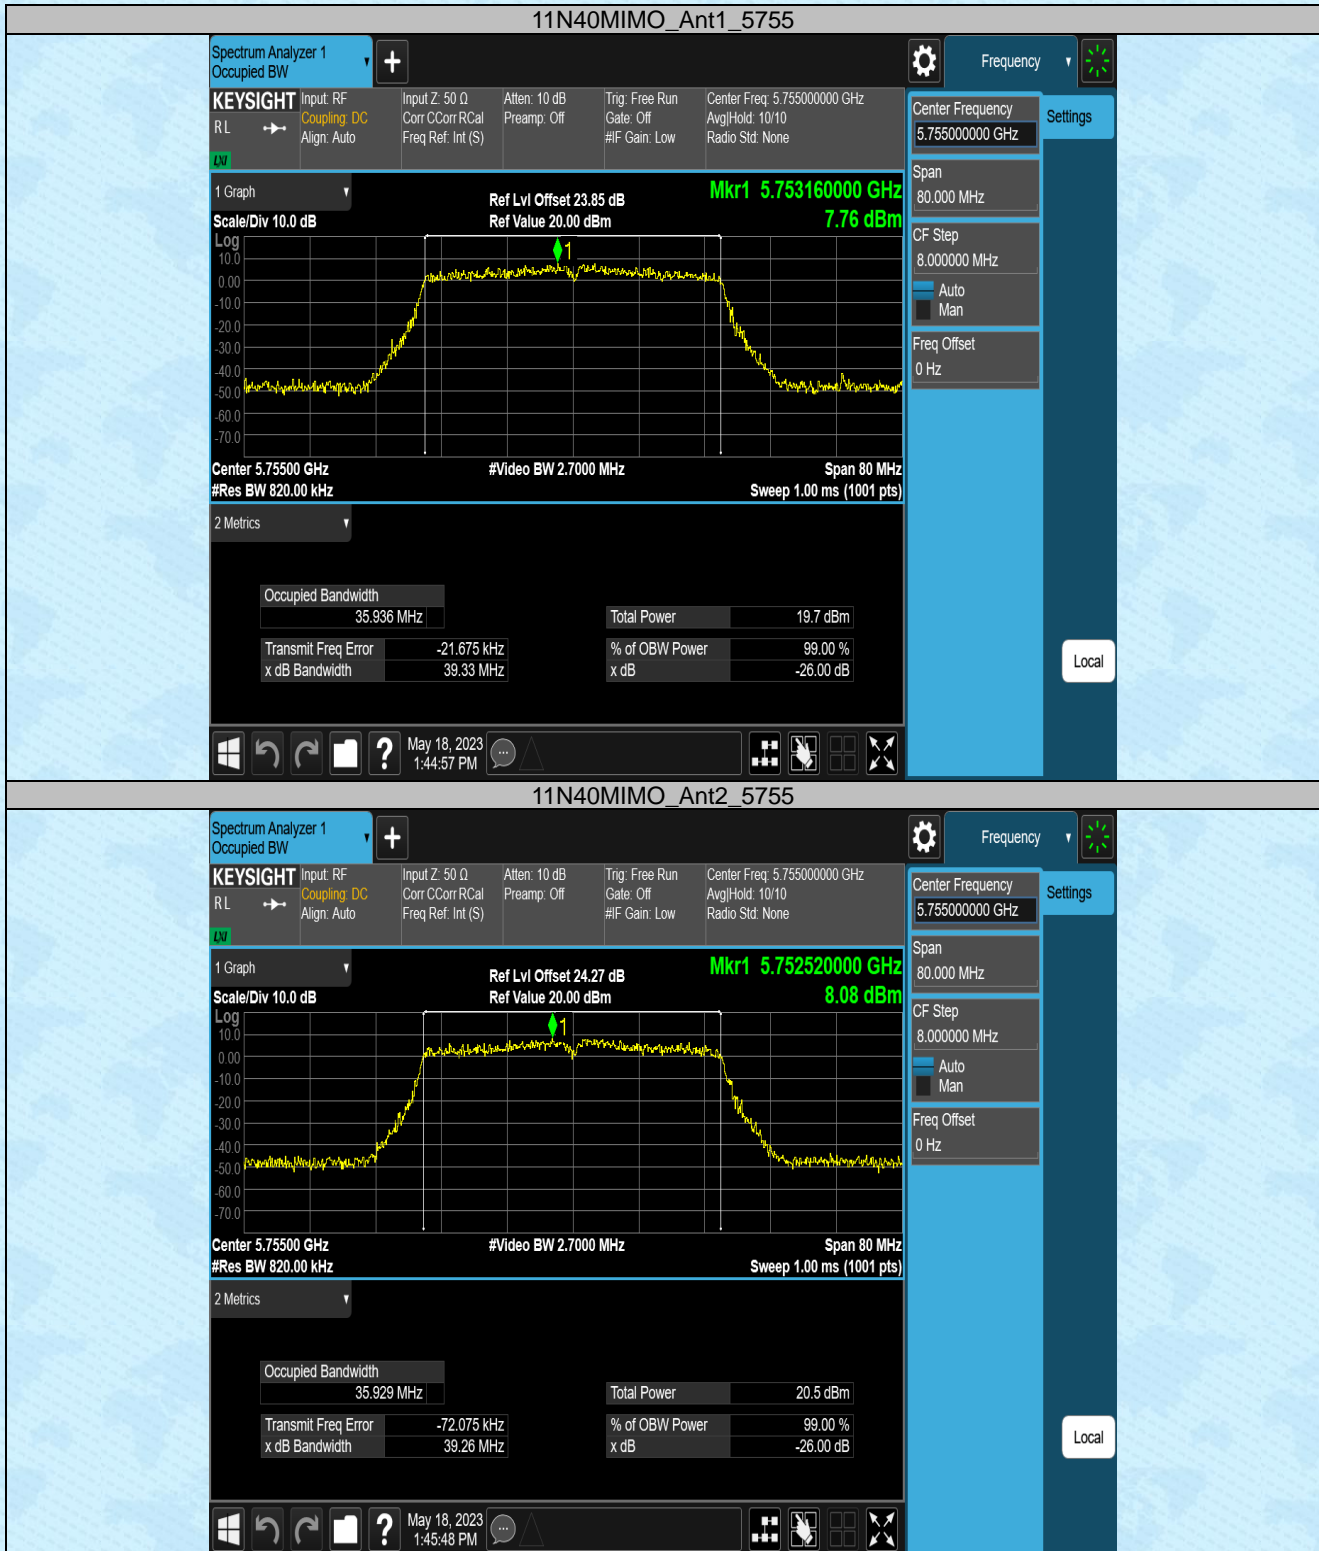 11N40MIMO_Ant1_5755
Spectrum Analyzer 1
Occupied BW
Frequency
KEYSIGHT
R L
LXI
Input: RF
Coupling: DC
Align: Auto
Input Z: 50 Ω
Corr CCorr RCal
Freq Ref: Int (S)
Atten: 10 dB
Preamp: Off
Trig: Free Run
Gate: Off
#IF Gain: Low
Center Freq: 5.755000000 GHz
Avg|Hold: 10/10
Radio Std: None
Center Frequency
5.755000000 GHz
Settings
Span
80.000 MHz
CF Step
8.000000 MHz
Auto
Man
Freq Offset
0 Hz
Local
1 Graph
Scale/Div 10.0 dB
Ref Lvl Offset 23.85 dB
Ref Value 20.00 dBm
Mkr1 5.753160000 GHz
7.76 dBm
Log
10.0
0.00
-10.0
-20.0
-30.0
-40.0
-50.0
-60.0
-70.0
1
Center 5.75500 GHz
#Video BW 2.7000 MHz
Span 80 MHz
#Res BW 820.00 kHz
Sweep 1.00 ms (1001 pts)
2 Metrics
Occupied Bandwidth
35.936 MHz
Total Power 19.7 dBm
Transmit Freq Error -21.675 kHz
% of OBW Power 99.00 %
x dB Bandwidth 39.33 MHz
x dB -26.00 dB
?
May 18, 2023
1:44:57 PM
11N40MIMO_Ant2_5755
Spectrum Analyzer 1
Occupied BW
Frequency
KEYSIGHT
R L
LXI
Input: RF
Coupling: DC
Align: Auto
Input Z: 50 Ω
Corr CCorr RCal
Freq Ref: Int (S)
Atten: 10 dB
Preamp: Off
Trig: Free Run
Gate: Off
#IF Gain: Low
Center Freq: 5.755000000 GHz
Avg|Hold: 10/10
Radio Std: None
Center Frequency
5.755000000 GHz
Settings
Span
80.000 MHz
CF Step
8.000000 MHz
Auto
Man
Freq Offset
0 Hz
Local
1 Graph
Scale/Div 10.0 dB
Ref Lvl Offset 24.27 dB
Ref Value 20.00 dBm
Mkr1 5.752520000 GHz
8.08 dBm
Log
10.0
0.00
-10.0
-20.0
-30.0
-40.0
-50.0
-60.0
-70.0
1
Center 5.75500 GHz
#Video BW 2.7000 MHz
Span 80 MHz
#Res BW 820.00 kHz
Sweep 1.00 ms (1001 pts)
2 Metrics
Occupied Bandwidth
35.929 MHz
Total Power 20.5 dBm
Transmit Freq Error -72.075 kHz
% of OBW Power 99.00 %
x dB Bandwidth 39.26 MHz
x dB -26.00 dB
?
May 18, 2023
1:45:48 PM